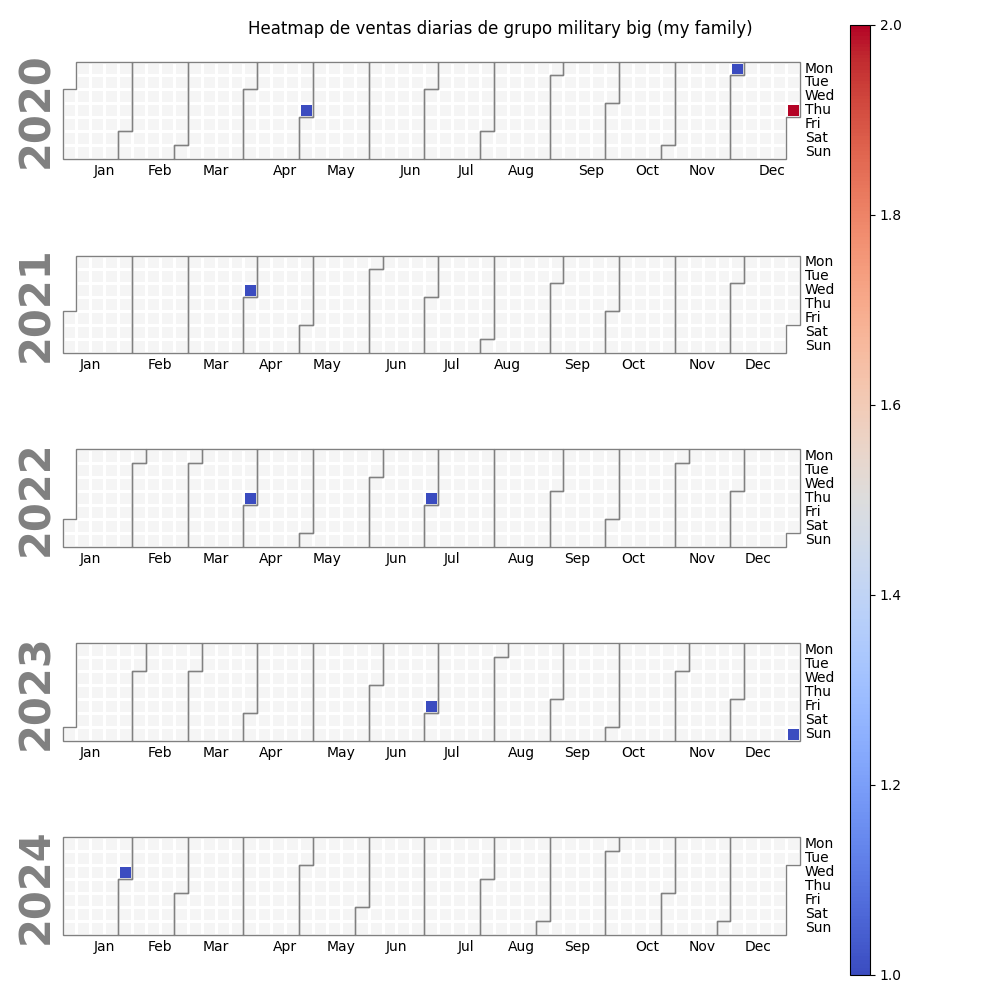 Heatmap de ventas diarias de grupo military big (my family)
2020
Mon
Tue
Wed
Thu
Fri
Sat
Sun
Jan Feb Mar Apr May Jun Jul Aug Sep Oct Nov Dec
2021
Mon
Tue
Wed
Thu
Fri
Sat
Sun
Jan Feb Mar Apr May Jun Jul Aug Sep Oct Nov Dec
2022
Mon
Tue
Wed
Thu
Fri
Sat
Sun
Jan Feb Mar Apr May Jun Jul Aug Sep Oct Nov Dec
2023
Mon
Tue
Wed
Thu
Fri
Sat
Sun
Jan Feb Mar Apr May Jun Jul Aug Sep Oct Nov Dec
2024
Mon
Tue
Wed
Thu
Fri
Sat
Sun
Jan Feb Mar Apr May Jun Jul Aug Sep Oct Nov Dec
2.0
1.8
1.6
1.4
1.2
1.0